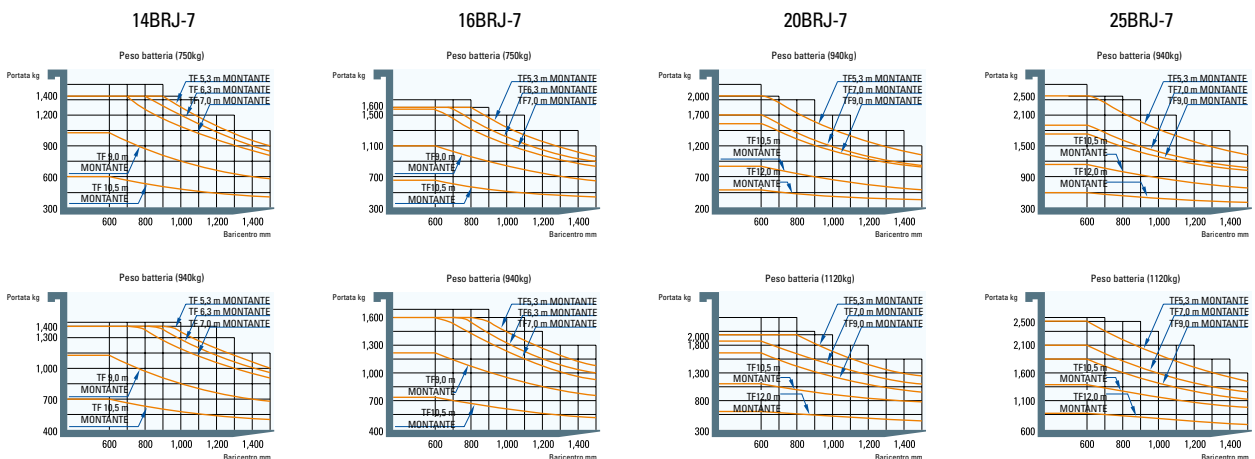 14BRJ-7
Peso batteria (750kg)
Portata kg
TF 5,3 m MONTANTE
TF 6,3 m MONTANTE
TF 7,0 m MONTANTE
1,400
1,200
900
600
300
TF 9,0 m
MONTANTE
TF 10,5 m
MONTANTE
600 800 1,000 1,200 1,400
Baricentro mm
16BRJ-7
Peso batteria (750kg)
Portata kg
TF5,3 m MONTANTE
TF6,3 m MONTANTE
TF7,0 m MONTANTE
1,600
1,500
1,100
700
300
TF9,0 m
MONTANTE
TF10,5 m
MONTANTE
600 800 1,000 1,200 1,400
Baricentro mm
20BRJ-7
Peso batteria (940kg)
Portata kg
TF5,3 m MONTANTE
TF7,0 m MONTANTE
TF9,0 m MONTANTE
2,000
1,700
1,200
700
200
TF10,5 m
MONTANTE
TF12,0 m
MONTANTE
600 800 1,000 1,200 1,400
Baricentro mm
25BRJ-7
Peso batteria (940kg)
Portata kg
TF5,3 m MONTANTE
TF7,0 m MONTANTE
TF9,0 m MONTANTE
2,500
2,100
1,500
900
300
TF10,5 m
MONTANTE
TF12,0 m
MONTANTE
600 800 1,000 1,200 1,400
Baricentro mm
Peso batteria (940kg)
Portata kg
TF 5,3 m MONTANTE
TF 6,3 m MONTANTE
TF 7,0 m MONTANTE
1,400
1,300
1,000
700
400
TF 9,0 m
MONTANTE
TF 10,5 m
MONTANTE
600 800 1,000 1,200 1,400
Baricentro mm
Peso batteria (940kg)
Portata kg
TF5,3 m MONTANTE
TF6,3 m MONTANTE
TF7,0 m MONTANTE
1,600
1,400
1,000
700
400
TF9,0 m
MONTANTE
TF10,5 m
MONTANTE
600 800 1,000 1,200 1,400
Baricentro mm
Peso batteria (1120kg)
Portata kg
TF5,3 m MONTANTE
TF7,0 m MONTANTE
TF9,0 m MONTANTE
2,000
1,800
1,300
800
300
TF10,5 m
MONTANTE
TF12,0 m
MONTANTE
600 800 1,000 1,200 1,400
Baricentro mm
Peso batteria (1120kg)
Portata kg
TF5,3 m MONTANTE
TF7,0 m MONTANTE
TF9,0 m MONTANTE
2,500
2,100
1,600
1,100
600
TF10,5 m
MONTANTE
TF12,0 m
MONTANTE
600 800 1,000 1,200 1,400
Baricentro mm